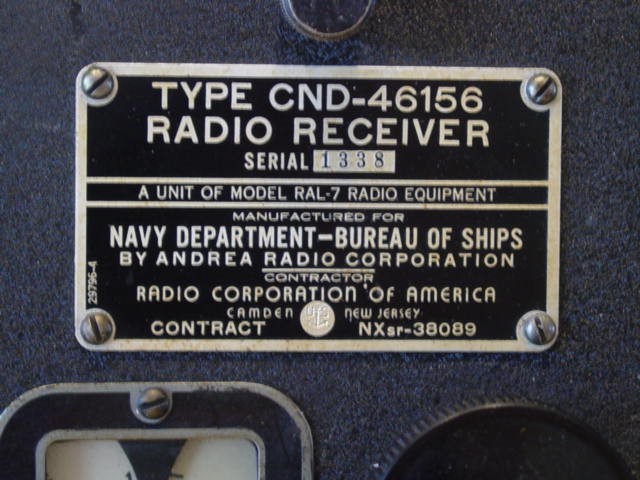 TYPE CND-46156
RADIO RECEIVER
SERIAL 1338
A UNIT OF MODEL RAL-7 RADIO EQUIPMENT
MANUFACTURED FOR
NAVY DEPARTMENT—BUREAU OF SHIPS
BY ANDREA RADIO CORPORATION
CONTRACTOR
RADIO CORPORATION OF AMERICA
CAMDEN NEW JERSEY
CONTRACT NXsr-38089
29796-4